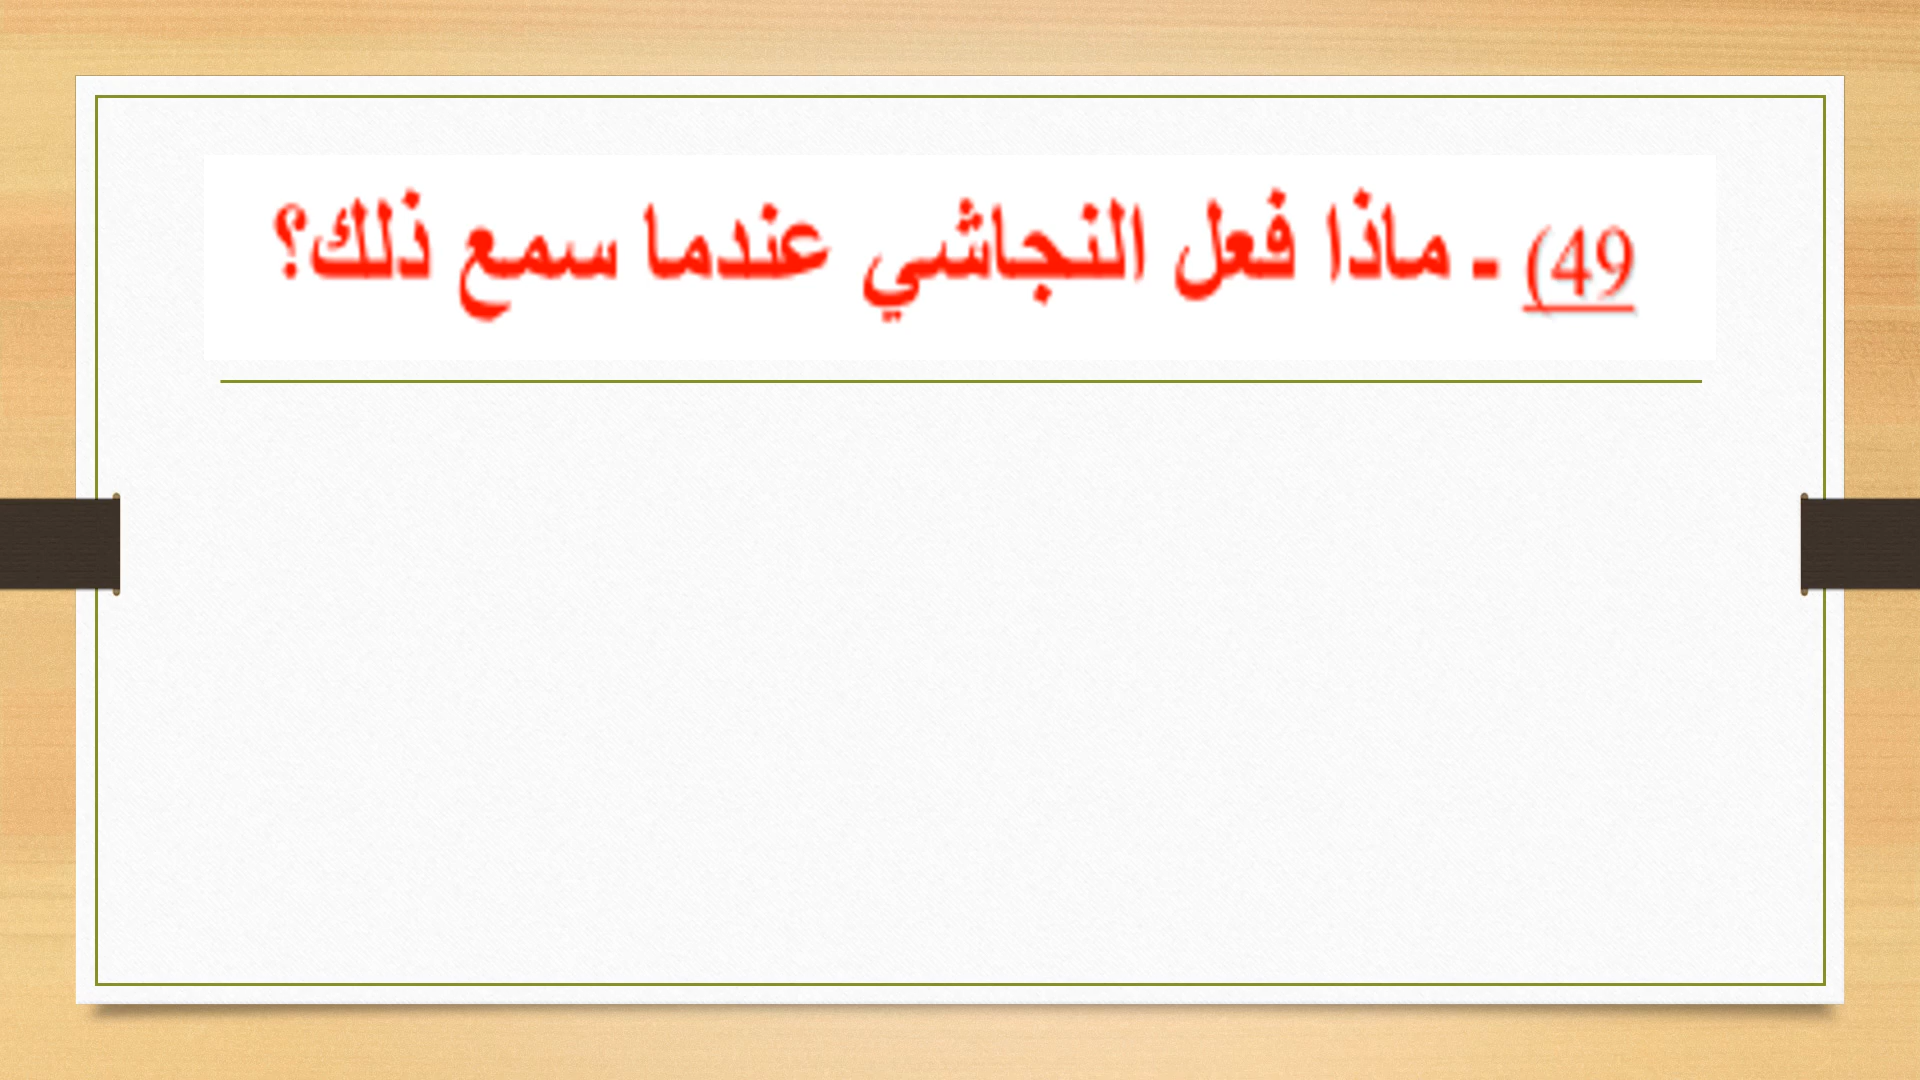 49) - ماذا فعل النجاشي عندما سمع ذلك؟